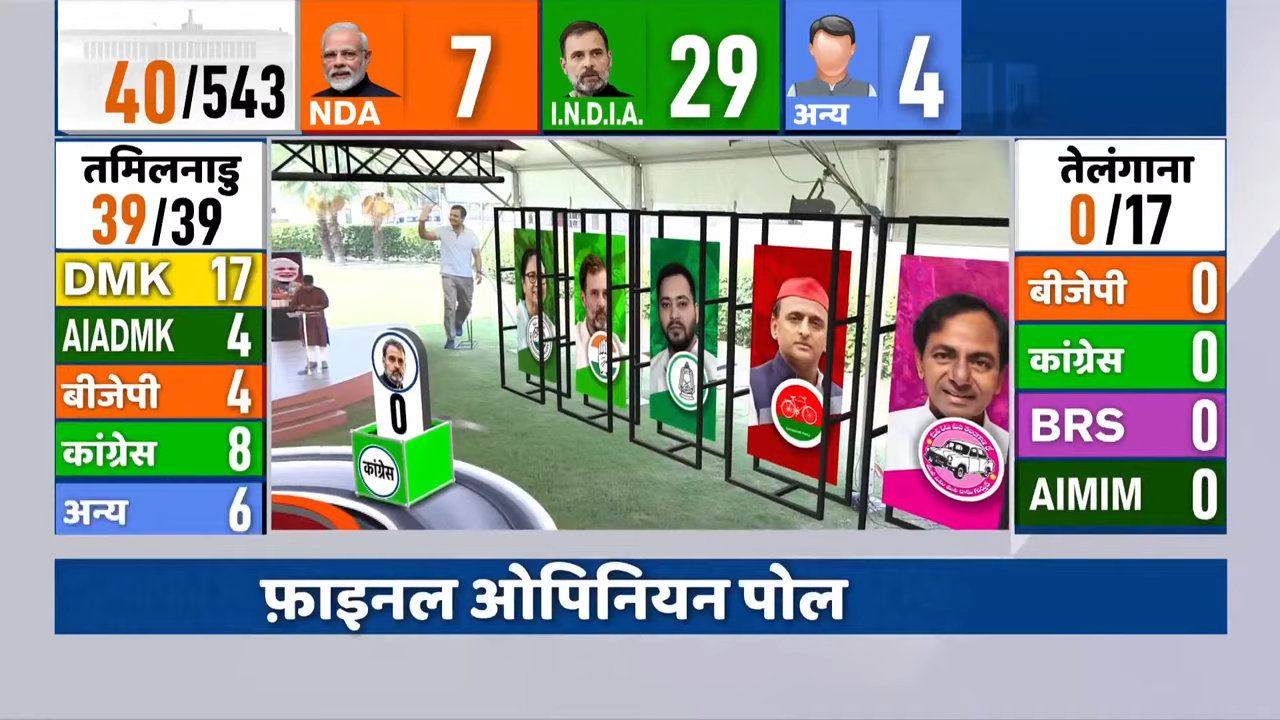 40/543
NDA 7
I.N.D.I.A. 29
अन्य 4
तमिलनाडु
39/39
DMK 17
AIADMK 4
बीजेपी 4
कांग्रेस 8
अन्य 6
0
कांग्रेस
तेलंगाना
0/17
बीजेपी 0
कांग्रेस 0
BRS 0
AIMIM 0
फ़ाइनल ओपिनियन पोल